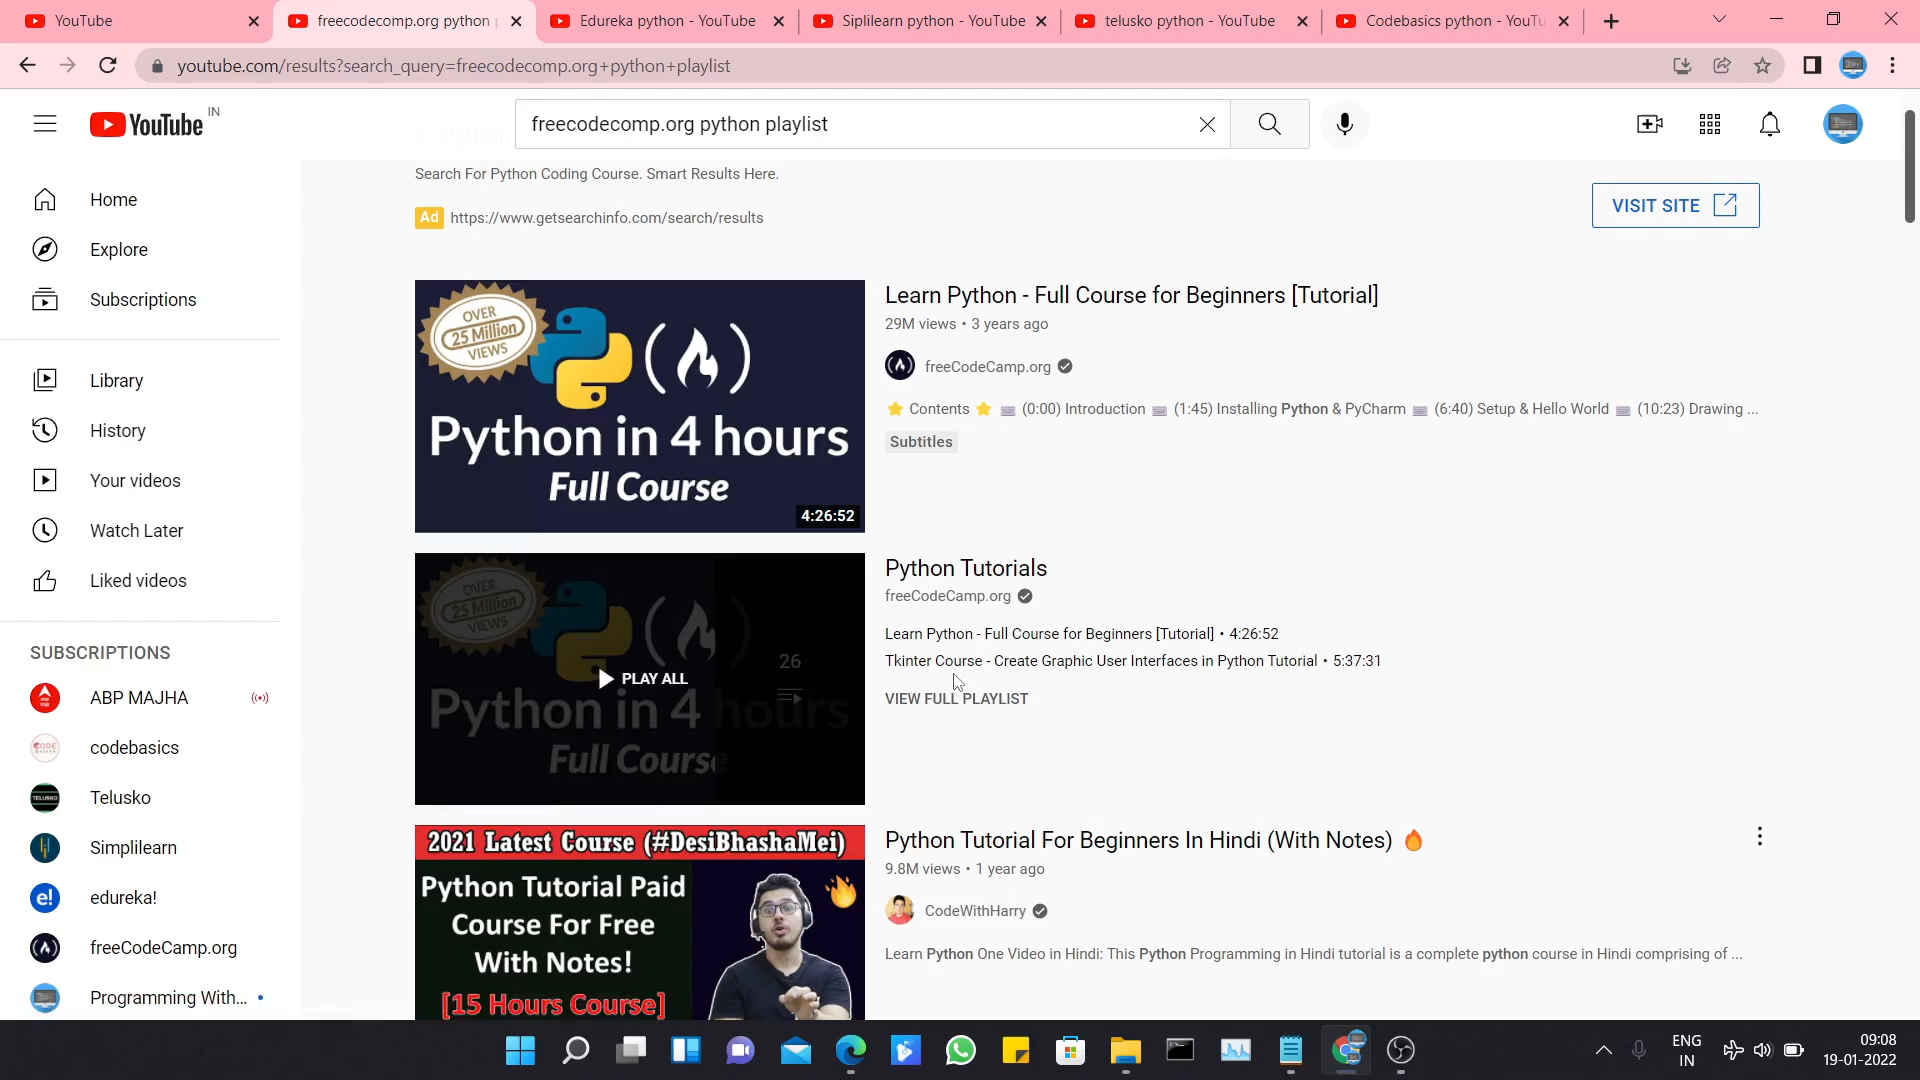 YouTube
freecodecomp.org python p
Edureka python - YouTube
Siplilearn python - YouTube
telusko python - YouTube
Codebasics python - YouTu
youtube.com/results?search_query=freecodecomp.org+python+playlist
YouTube IN
freecodecomp.org python playlist
Home
Explore
Subscriptions
Library
History
Your videos
Watch Later
Liked videos
SUBSCRIPTIONS
ABP MAJHA
codebasics
Telusko
Simplilearn
edureka!
freeCodeCamp.org
Programming With...
Search For Python Coding Course. Smart Results Here.
Ad https://www.getsearchinfo.com/search/results
VISIT SITE
OVER
25 Million
VIEWS
Python in 4 hours
Full Course
4:26:52
Learn Python - Full Course for Beginners [Tutorial]
29M views • 3 years ago
freeCodeCamp.org
⭐ Contents ⭐ ⌨ (0:00) Introduction ⌨ (1:45) Installing Python & PyCharm ⌨ (6:40) Setup & Hello World ⌨ (10:23) Drawing ...
Subtitles
OVER
25 Million
VIEWS
Python in 4 hours
Full Course
PLAY ALL
26
Python Tutorials
freeCodeCamp.org
Learn Python - Full Course for Beginners [Tutorial] • 4:26:52
Tkinter Course - Create Graphic User Interfaces in Python Tutorial • 5:37:31
VIEW FULL PLAYLIST
2021 Latest Course (#DesiBhashaMei)
Python Tutorial Paid
Course For Free
With Notes!
[15 Hours Course]
Python Tutorial For Beginners In Hindi (With Notes) 🔥
9.8M views • 1 year ago
CodeWithHarry
Learn Python One Video in Hindi: This Python Programming in Hindi tutorial is a complete python course in Hindi comprising of ...
ENG
IN
09:08
19-01-2022